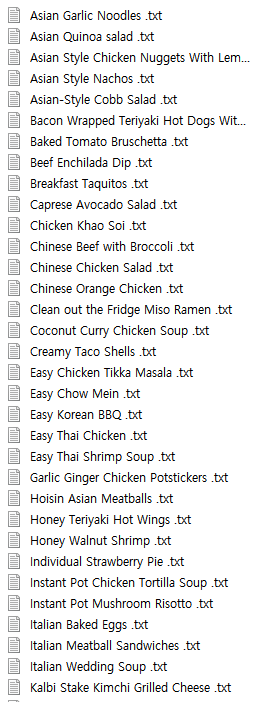 Asian Garlic Noodles .txt
Asian Quinoa salad .txt
Asian Style Chicken Nuggets With Lem...
Asian Style Nachos .txt
Asian-Style Cobb Salad .txt
Bacon Wrapped Teriyaki Hot Dogs Wit...
Baked Tomato Bruschetta .txt
Beef Enchilada Dip .txt
Breakfast Taquitos .txt
Caprese Avocado Salad .txt
Chicken Khao Soi .txt
Chinese Beef with Broccoli .txt
Chinese Chicken Salad .txt
Chinese Orange Chicken .txt
Clean out the Fridge Miso Ramen .txt
Coconut Curry Chicken Soup .txt
Creamy Taco Shells .txt
Easy Chicken Tikka Masala .txt
Easy Chow Mein .txt
Easy Korean BBQ .txt
Easy Thai Chicken .txt
Easy Thai Shrimp Soup .txt
Garlic Ginger Chicken Potstickers .txt
Hoisin Asian Meatballs .txt
Honey Teriyaki Hot Wings .txt
Honey Walnut Shrimp .txt
Individual Strawberry Pie .txt
Instant Pot Chicken Tortilla Soup .txt
Instant Pot Mushroom Risotto .txt
Italian Baked Eggs .txt
Italian Meatball Sandwiches .txt
Italian Wedding Soup .txt
Kalbi Stake Kimchi Grilled Cheese .txt